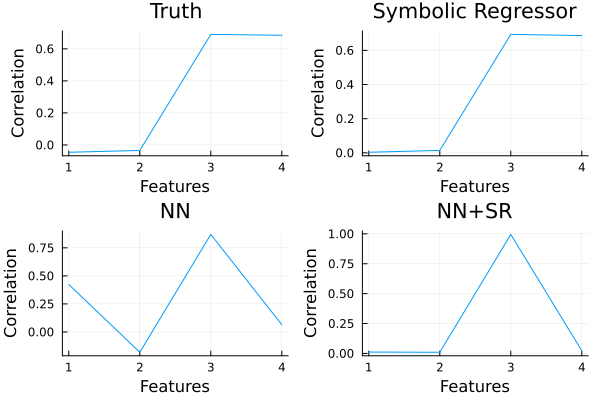 Truth
Correlation
0.6
0.4
0.2
0.0
1 2 3 4
Features
Symbolic Regressor
Correlation
0.6
0.4
0.2
0.0
1 2 3 4
Features
NN
Correlation
0.75
0.50
0.25
0.00
1 2 3 4
Features
NN+SR
Correlation
1.00
0.75
0.50
0.25
0.00
1 2 3 4
Features